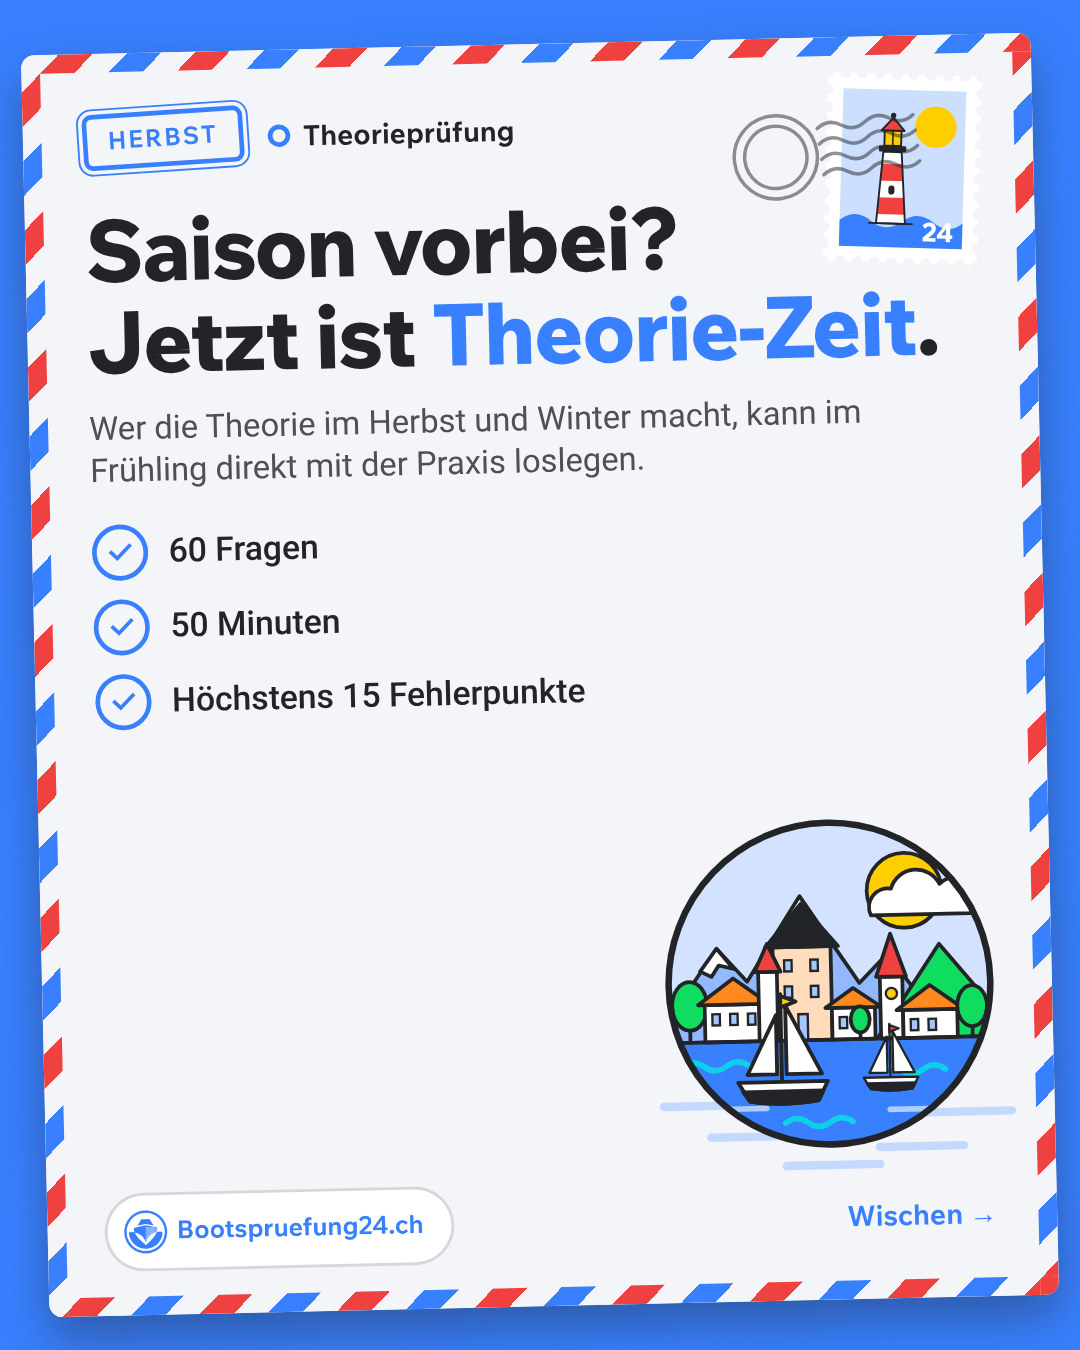 HERBST
Theorieprüfung
24
Saison vorbei?
Jetzt ist Theorie-Zeit.
Wer die Theorie im Herbst und Winter macht, kann im
Frühling direkt mit der Praxis loslegen.
60 Fragen
50 Minuten
Höchstens 15 Fehlerpunkte
Bootspruefung24.ch
Wischen →